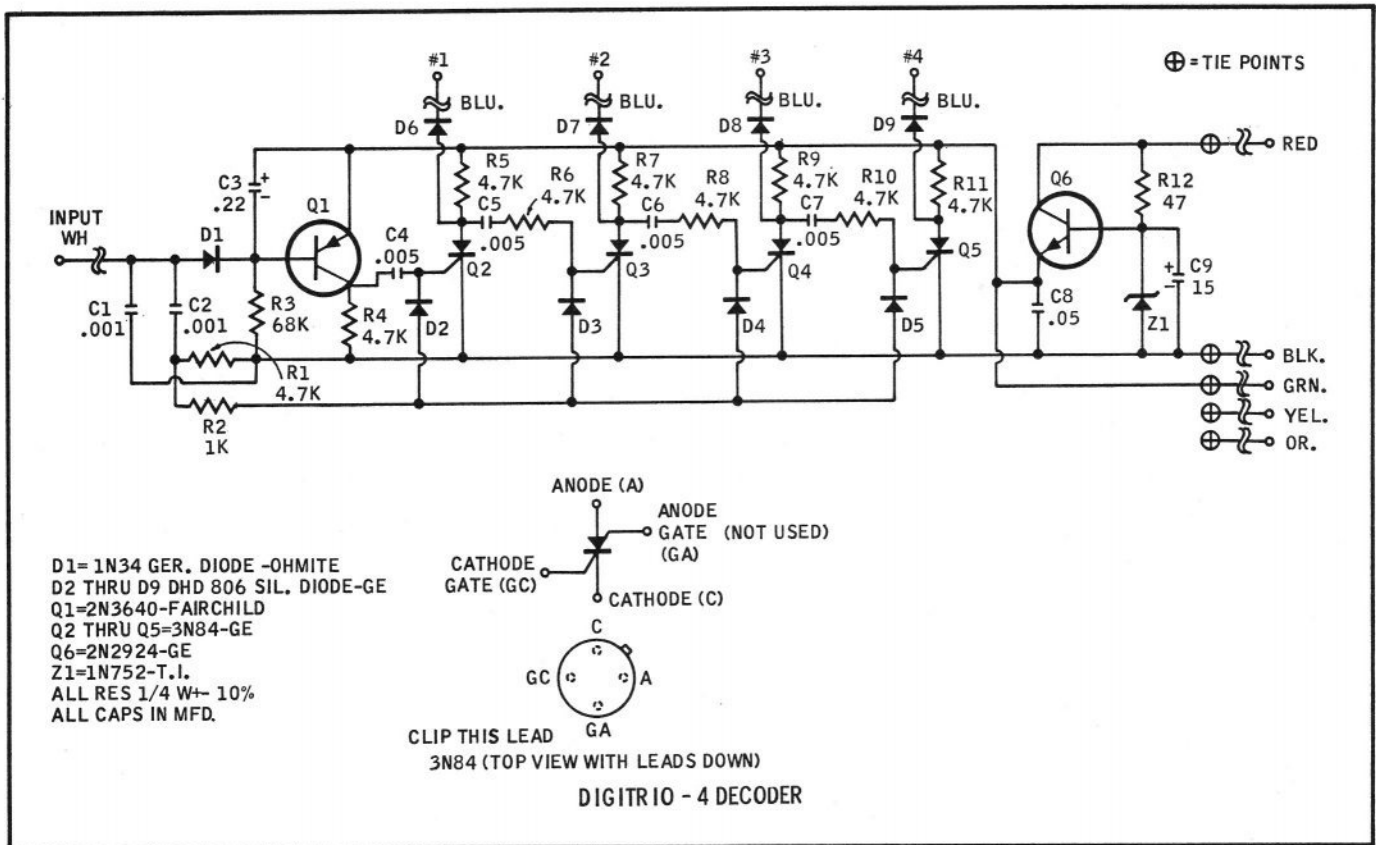 #1
#2
#3
#4
⊕ = TIE POINTS
BLU.
BLU.
BLU.
BLU.
D6
D7
D8
D9
RED
R5
4.7K
R6
4.7K
R7
4.7K
R8
4.7K
R9
4.7K
R10
4.7K
R11
4.7K
Q6
R12
47
C3
.22
+
-
Q1
C5
.005
C6
.005
C7
.005
INPUT
WH
D1
C4
.005
Q2
Q3
Q4
Q5
C1
.001
C2
.001
R3
68K
R4
4.7K
D2
D3
D4
D5
C8
.05
Z1
+
-
C9
15
R1
4.7K
R2
1K
BLK.
GRN.
YEL.
OR.
ANODE (A)
ANODE
GATE (NOT USED)
(GA)
CATHODE
GATE (GC)
CATHODE (C)
C
GC
A
GA
CLIP THIS LEAD
3N84 (TOP VIEW WITH LEADS DOWN)
D1= 1N34 GER. DIODE -OHMITE
D2 THRU D9 DHD 806 SIL. DIODE-GE
Q1=2N3640-FAIRCHILD
Q2 THRU Q5=3N84-GE
Q6=2N2924-GE
Z1=1N752-T.I.
ALL RES 1/4 W+- 10%
ALL CAPS IN MFD.
DIGITRIO - 4 DECODER